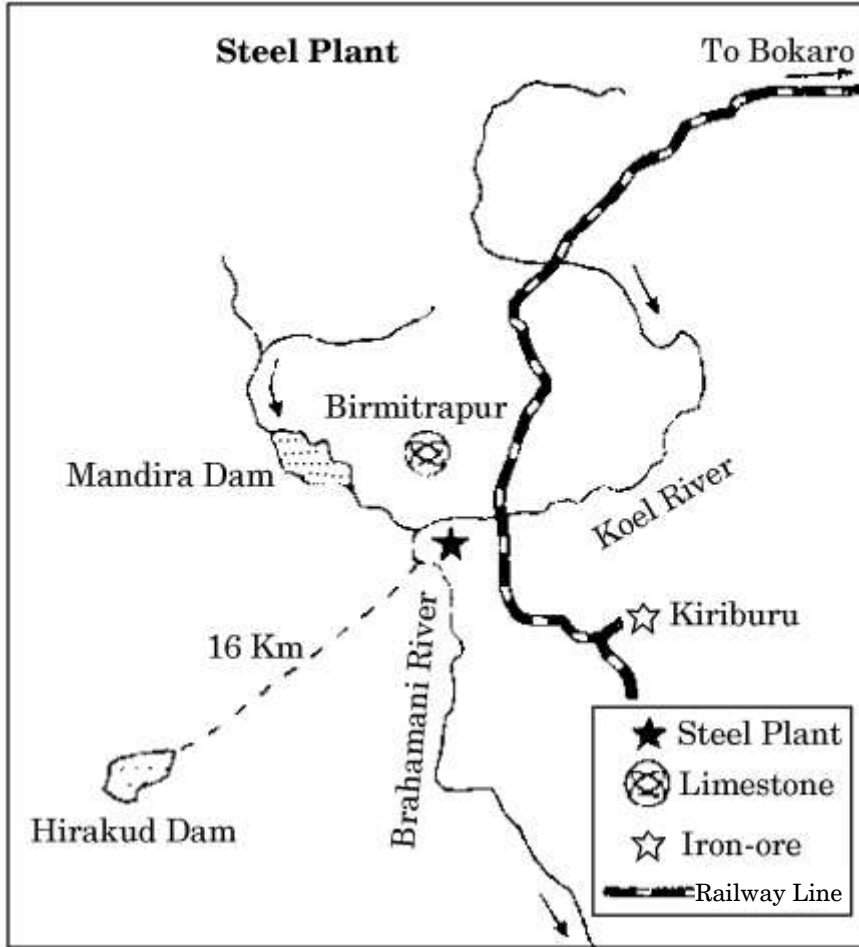 Steel Plant
To Bokaro
Birmitrapur
Mandira Dam
Koel River
Kiriburu
16 Km
Brahamani River
Hirakud Dam
Steel Plant
Limestone
Iron-ore
Railway Line